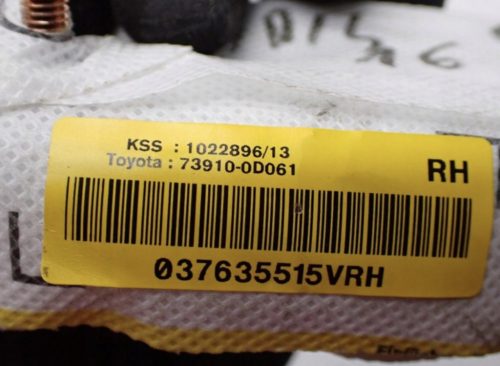 KSS : 1022896/13
Toyota : 73910-0D061
RH
037635515VRH